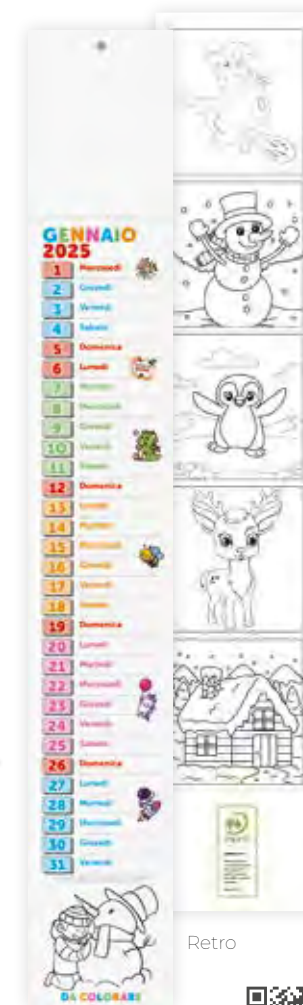 GENNAIO
2025
1 Mercoledì
2 Giovedì
3 Venerdì
4 Sabato
5 Domenica
6 Lunedì
7 Martedì
8 Mercoledì
9 Giovedì
10 Venerdì
11 Sabato
12 Domenica
13 Lunedì
14 Martedì
15 Mercoledì
16 Giovedì
17 Venerdì
18 Sabato
19 Domenica
20 Lunedì
21 Martedì
22 Mercoledì
23 Giovedì
24 Venerdì
25 Sabato
26 Domenica
27 Lunedì
28 Martedì
29 Mercoledì
30 Giovedì
31 Venerdì
DA COLORARE
Retro